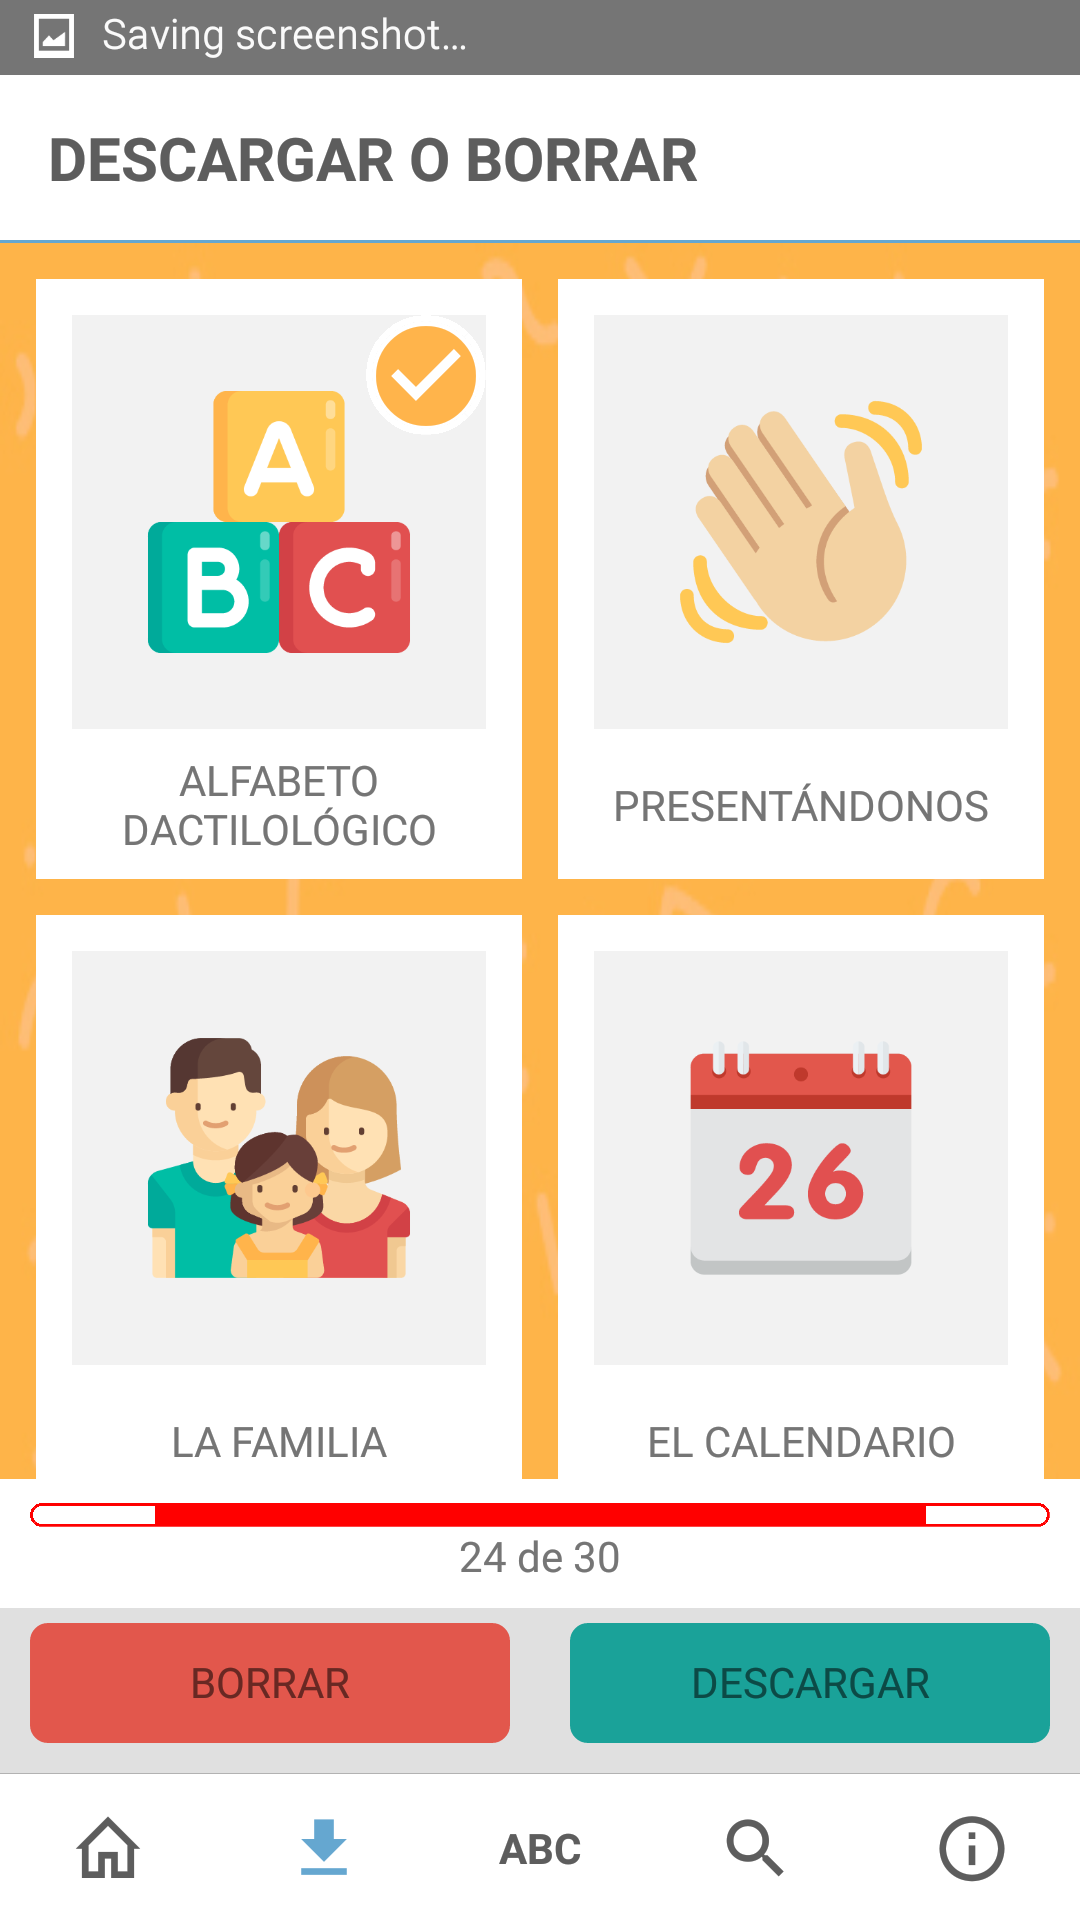 Saving screenshot...
DESCARGAR O BORRAR
A
B C
ALFABETO
DACTILOLÓGICO
PRESENTÁNDONOS
26
LA FAMILIA
EL CALENDARIO
24 de 30
BORRAR
DESCARGAR
ABC